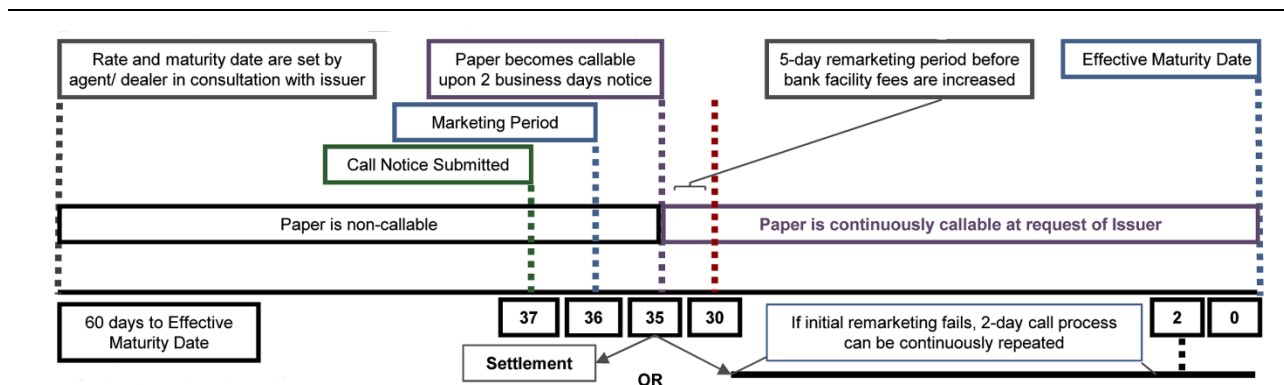 Rate and maturity date are set by
agent/ dealer in consultation with issuer
Paper becomes callable
upon 2 business days notice
5-day remarketing period before
bank facility fees are increased
Effective Maturity Date
Marketing Period
Call Notice Submitted
Paper is non-callable
Paper is continuously callable at request of Issuer
60 days to Effective
Maturity Date
37
36
35
30
If initial remarketing fails, 2-day call process
can be continuously repeated
2
0
Settlement
OR